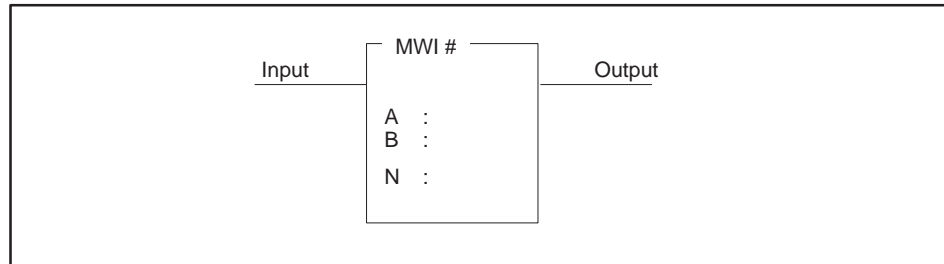 MWI #
Input
Output
A :
B :
N :